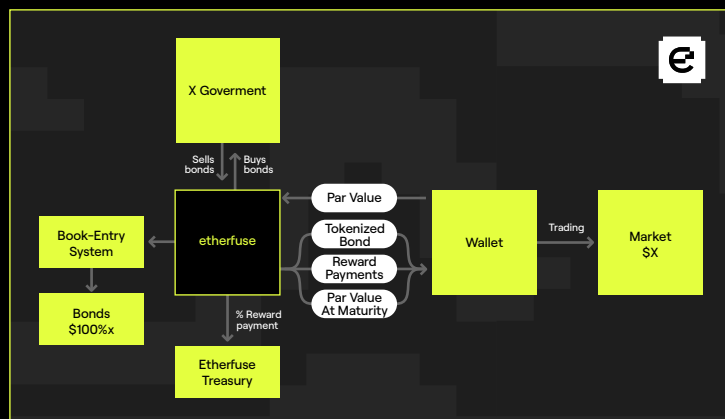 X Goverment
Sells
bonds
Buys
bonds
etherfuse
Par Value
Tokenized
Bond
Reward
Payments
Par Value
At Maturity
Wallet
Trading
Market
$X
Book-Entry
System
Bonds
$100%x
% Reward
payment
Etherfuse
Treasury